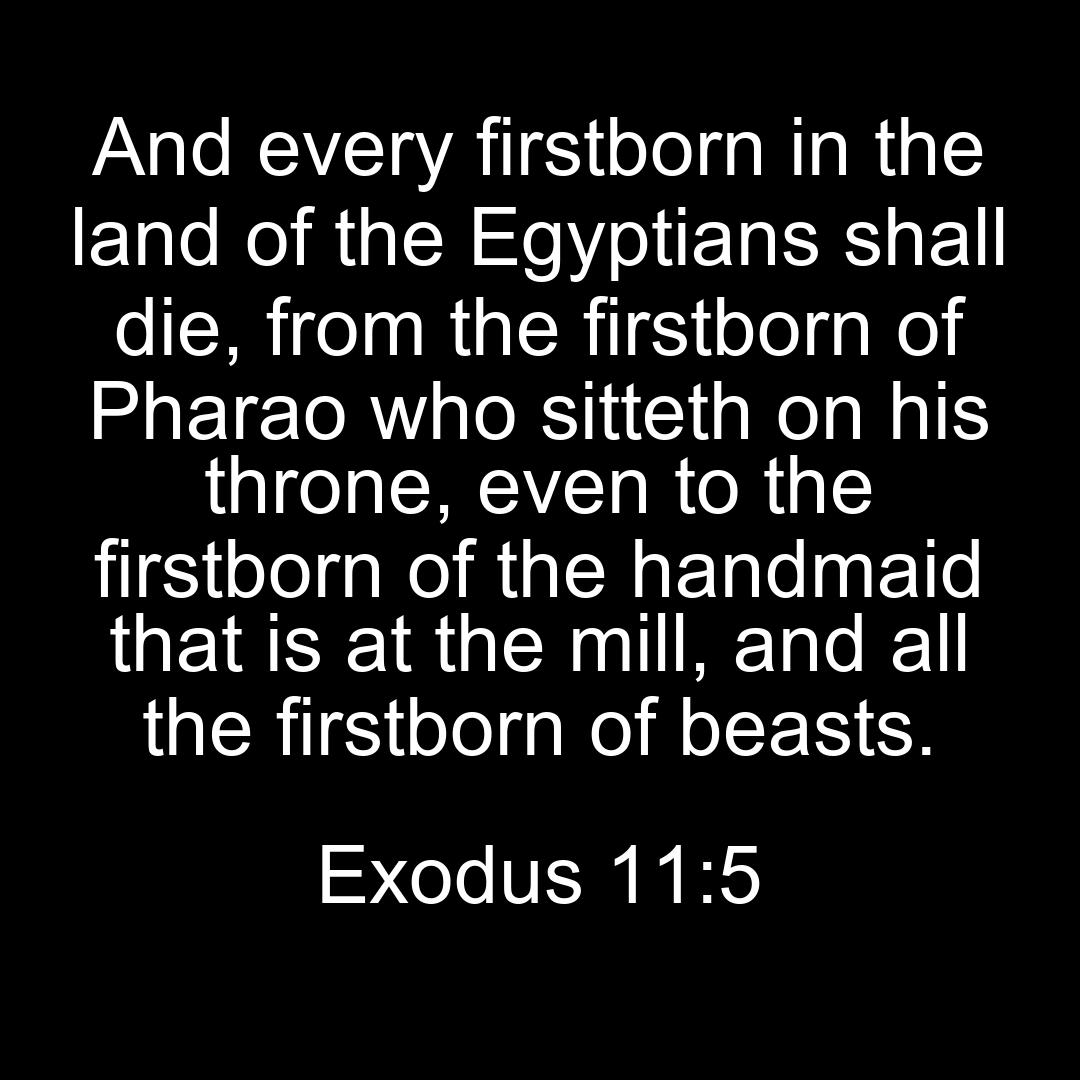 And every firstborn in the
land of the Egyptians shall
die, from the firstborn of
Pharao who sitteth on his
throne, even to the
firstborn of the handmaid
that is at the mill, and all
the firstborn of beasts.
Exodus 11:5